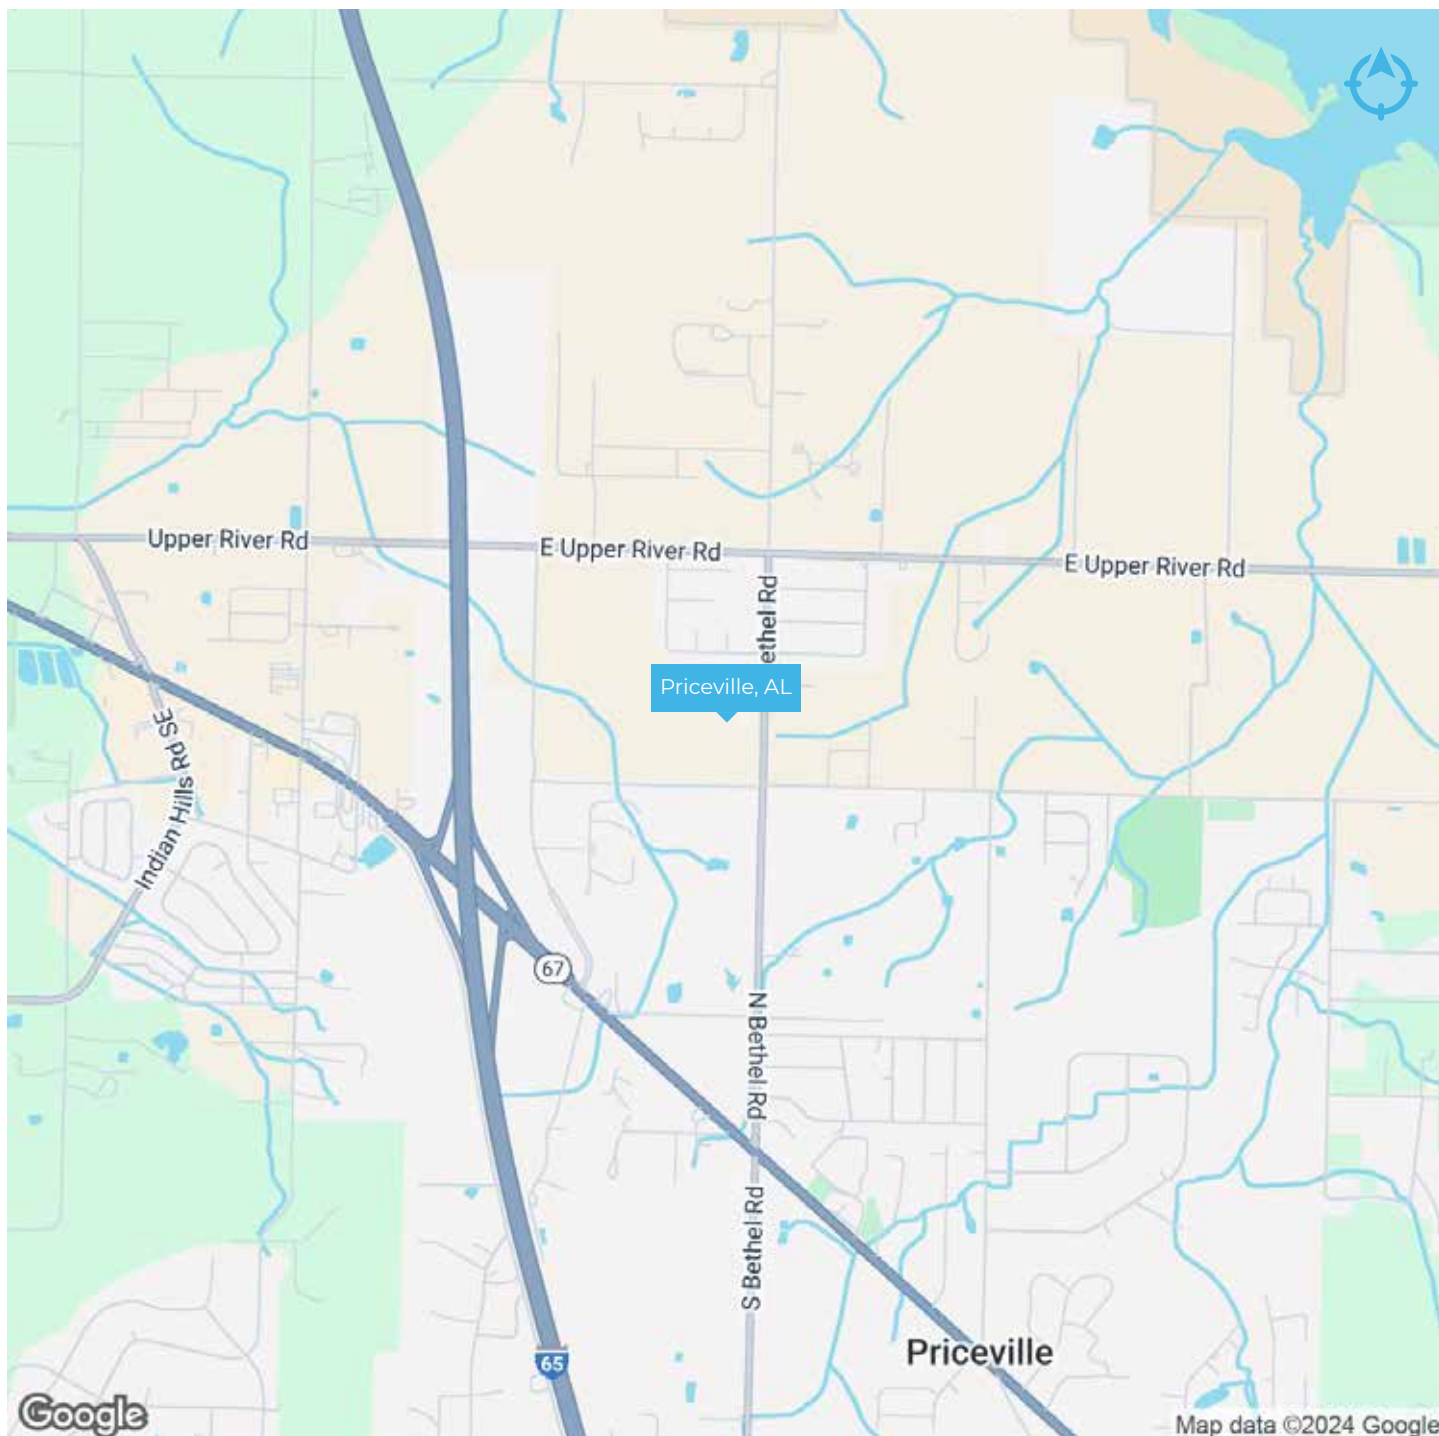 Upper River Rd
E Upper River Rd
E Upper River Rd
ethel Rd
Priceville, AL
Indian Hills Rd SE
67
N Bethel Rd
S Bethel Rd
Priceville
65
Google
Map data ©2024 Google